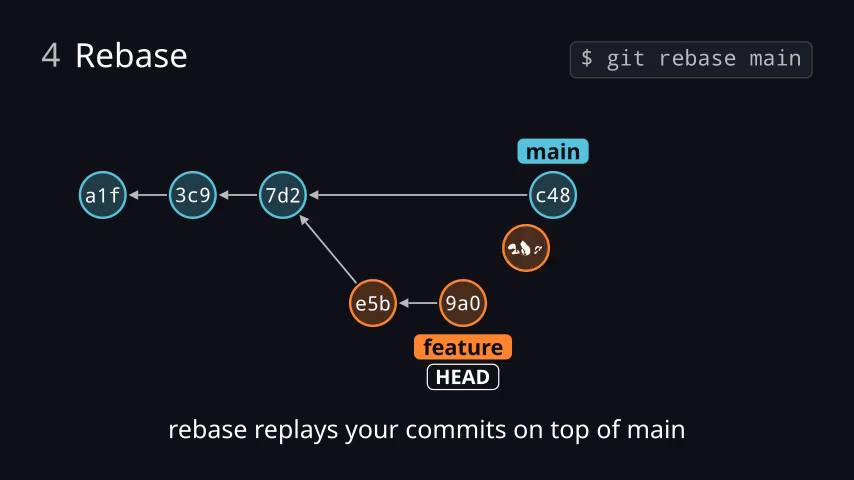 4 Rebase
$ git rebase main
main
a1f
3c9
7d2
c48
e5b
9a0
feature
HEAD
rebase replays your commits on top of main